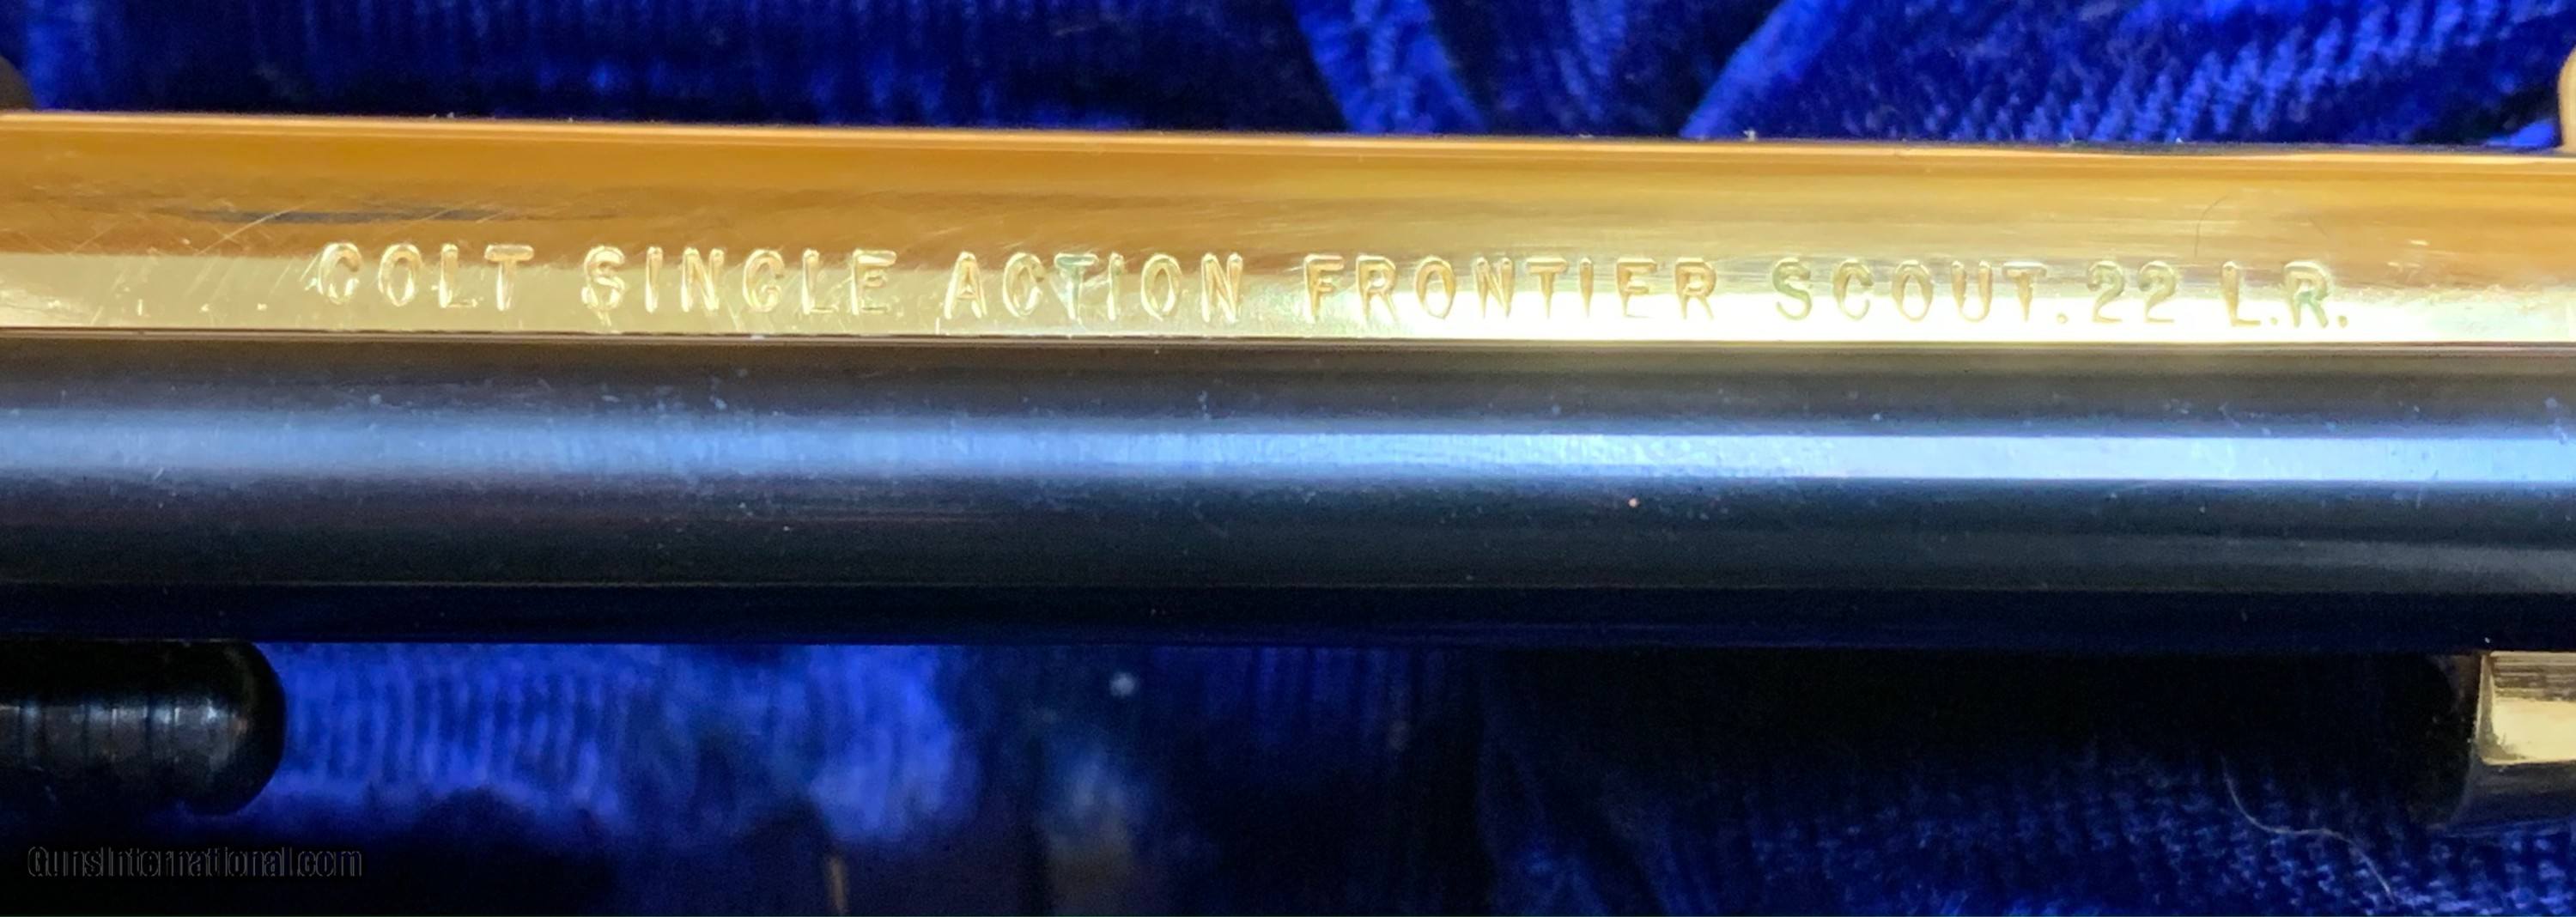 COLT SINGLE ACTION FRONTIER SCOUT .22 L.R.
GunsInternational.com